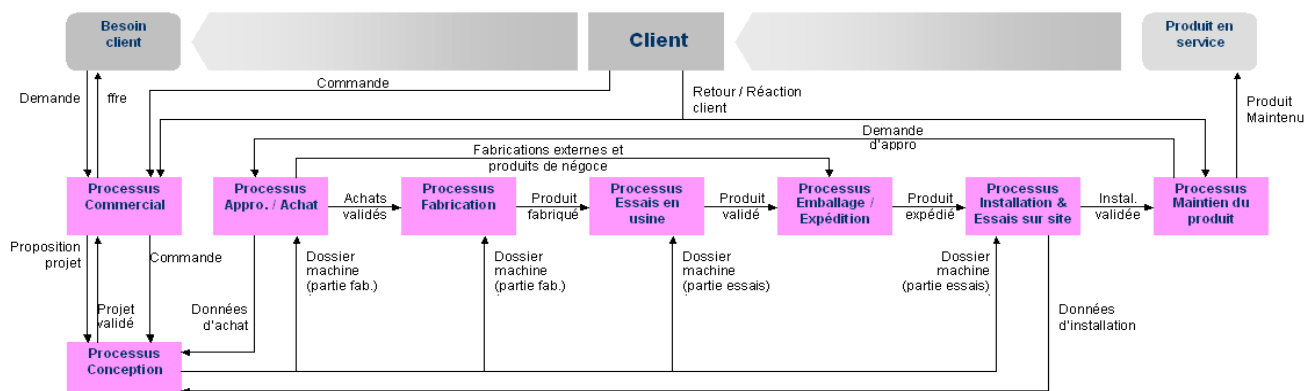 Besoin
client
Client
Produit en
service
Demande
ffre
Commande
Retour / Réaction
client
Produit
Maintenu
Demande
d'appro
Fabrications externes et
produits de négoce
Processus
Commercial
Processus
Appro. / Achat
Achats
validés
Processus
Fabrication
Produit
fabriqué
Processus
Essais en
usine
Produit
validé
Processus
Emballage /
Expédition
Produit
expédié
Processus
Installation &
Essais sur site
Instal.
validée
Processus
Maintien du
produit
Proposition
projet
Commande
Projet
validé
Données
d'achat
Dossier
machine
(partie fab.)
Dossier
machine
(partie fab.)
Dossier
machine
(partie essais)
Dossier
machine
(partie essais)
Données
d'installation
Processus
Conception